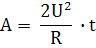 A = 2U²/R · t